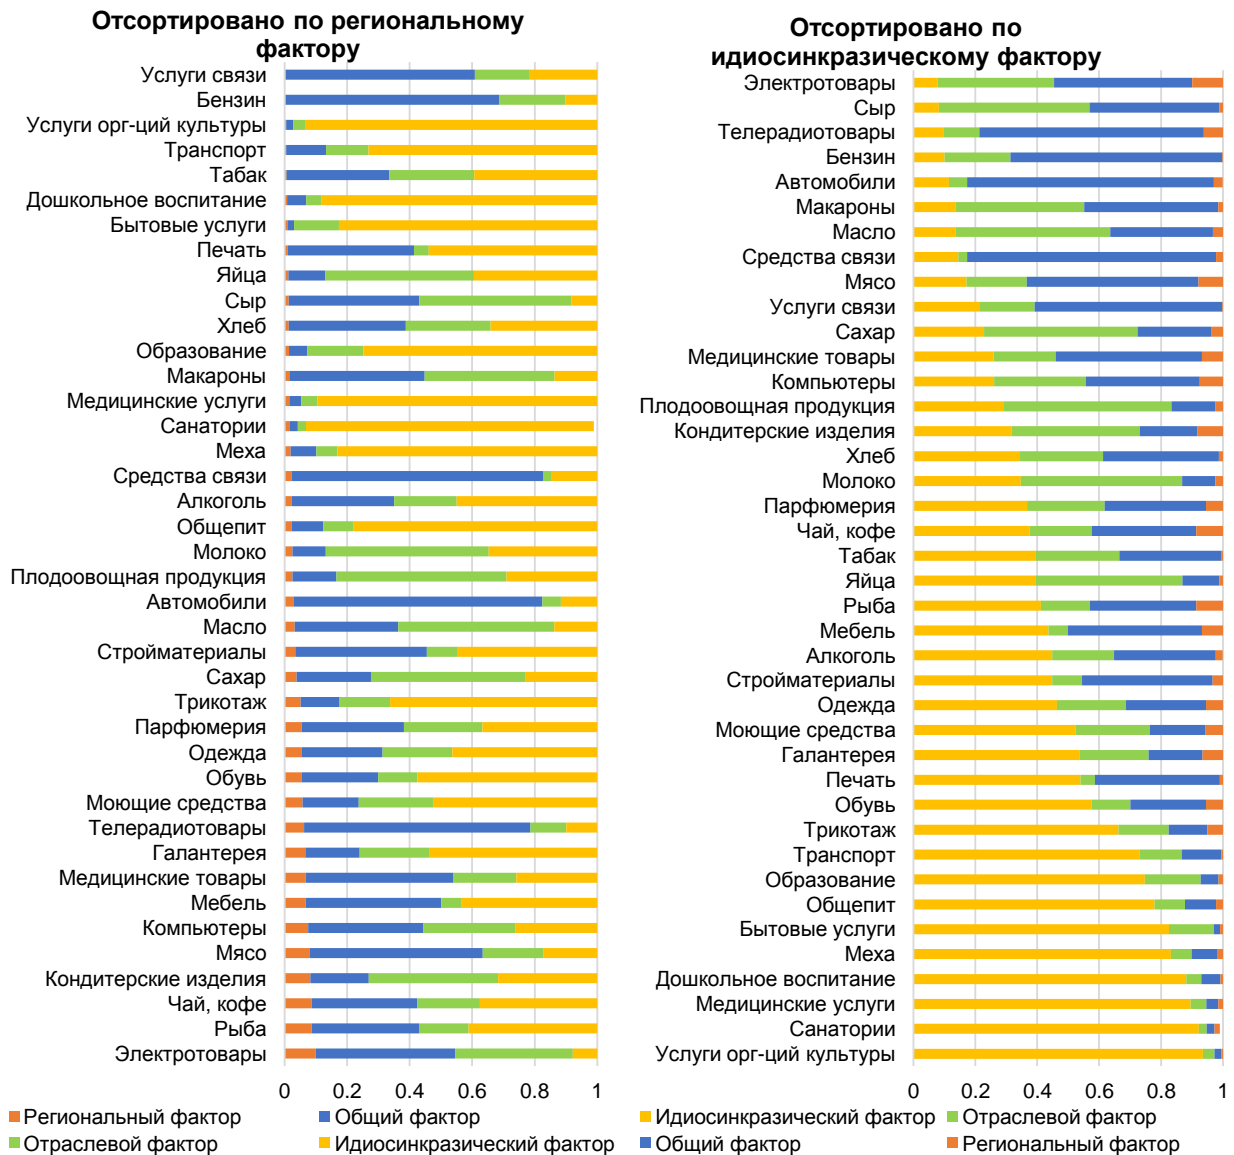 Отсортировано по региональному
фактору
Услуги связи
Бензин
Услуги орг-ций культуры
Транспорт
Табак
Дошкольное воспитание
Бытовые услуги
Печать
Яйца
Сыр
Хлеб
Образование
Макароны
Медицинские услуги
Санатории
Меха
Средства связи
Алкоголь
Общепит
Молоко
Плодоовощная продукция
Автомобили
Масло
Стройматериалы
Сахар
Трикотаж
Парфюмерия
Одежда
Обувь
Моющие средства
Телерадиотовары
Галантерея
Медицинские товары
Мебель
Компьютеры
Мясо
Кондитерские изделия
Чай, кофе
Рыба
Электротовары
0 0.2 0.4 0.6 0.8 1
Региональный фактор Общий фактор
Отраслевой фактор Идиосинкразический фактор
Отсортировано по
идиосинкразическому фактору
Электротовары
Сыр
Телерадиотовары
Бензин
Автомобили
Макароны
Масло
Средства связи
Мясо
Услуги связи
Сахар
Медицинские товары
Компьютеры
Плодоовощная продукция
Кондитерские изделия
Хлеб
Молоко
Парфюмерия
Чай, кофе
Табак
Яйца
Рыба
Мебель
Алкоголь
Стройматериалы
Одежда
Моющие средства
Галантерея
Печать
Обувь
Трикотаж
Транспорт
Образование
Общепит
Бытовые услуги
Меха
Дошкольное воспитание
Медицинские услуги
Санатории
Услуги орг-ций культуры
0 0.2 0.4 0.6 0.8 1
Идиосинкразический фактор Отраслевой фактор
Общий фактор Региональный фактор